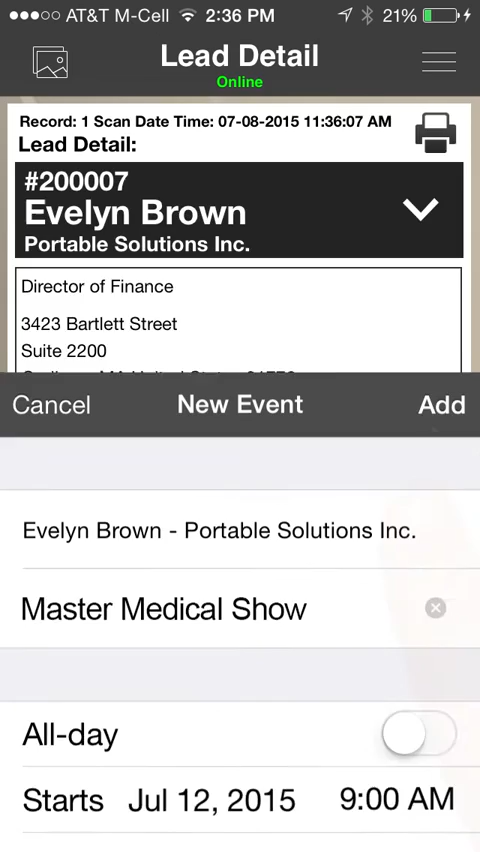 AT&T M-Cell 2:36 PM 21%
Lead Detail
Online
Record: 1 Scan Date Time: 07-08-2015 11:36:07 AM
Lead Detail:
#200007
Evelyn Brown
Portable Solutions Inc.
Director of Finance
3423 Bartlett Street
Suite 2200
Cancel New Event Add
Evelyn Brown - Portable Solutions Inc.
Master Medical Show
All-day
Starts Jul 12, 2015 9:00 AM